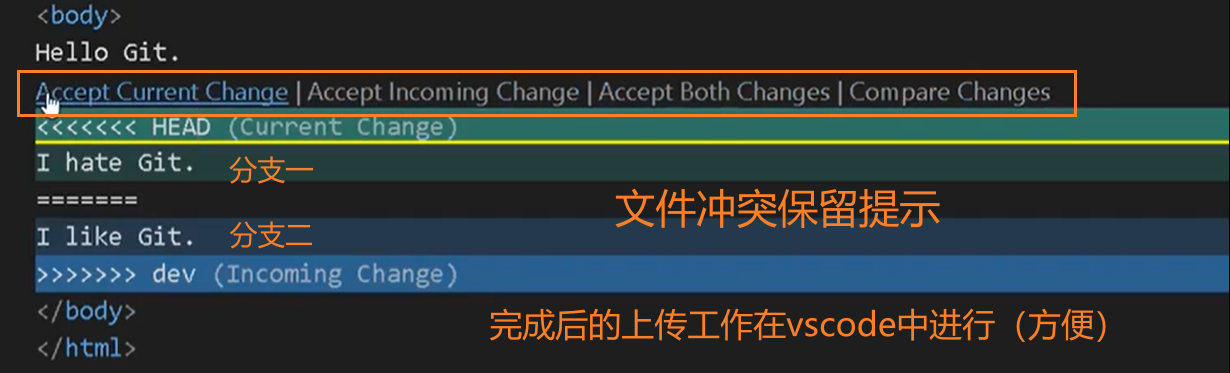 <body>
Hello Git.
Accept Current Change | Accept Incoming Change | Accept Both Changes | Compare Changes
<<<<<<< HEAD (Current Change)
I hate Git. 分支一
=======
文件冲突保留提示
I like Git. 分支二
>>>>>>> dev (Incoming Change)
</body>
完成后的上传工作在vscode中进行（方便）
</html>